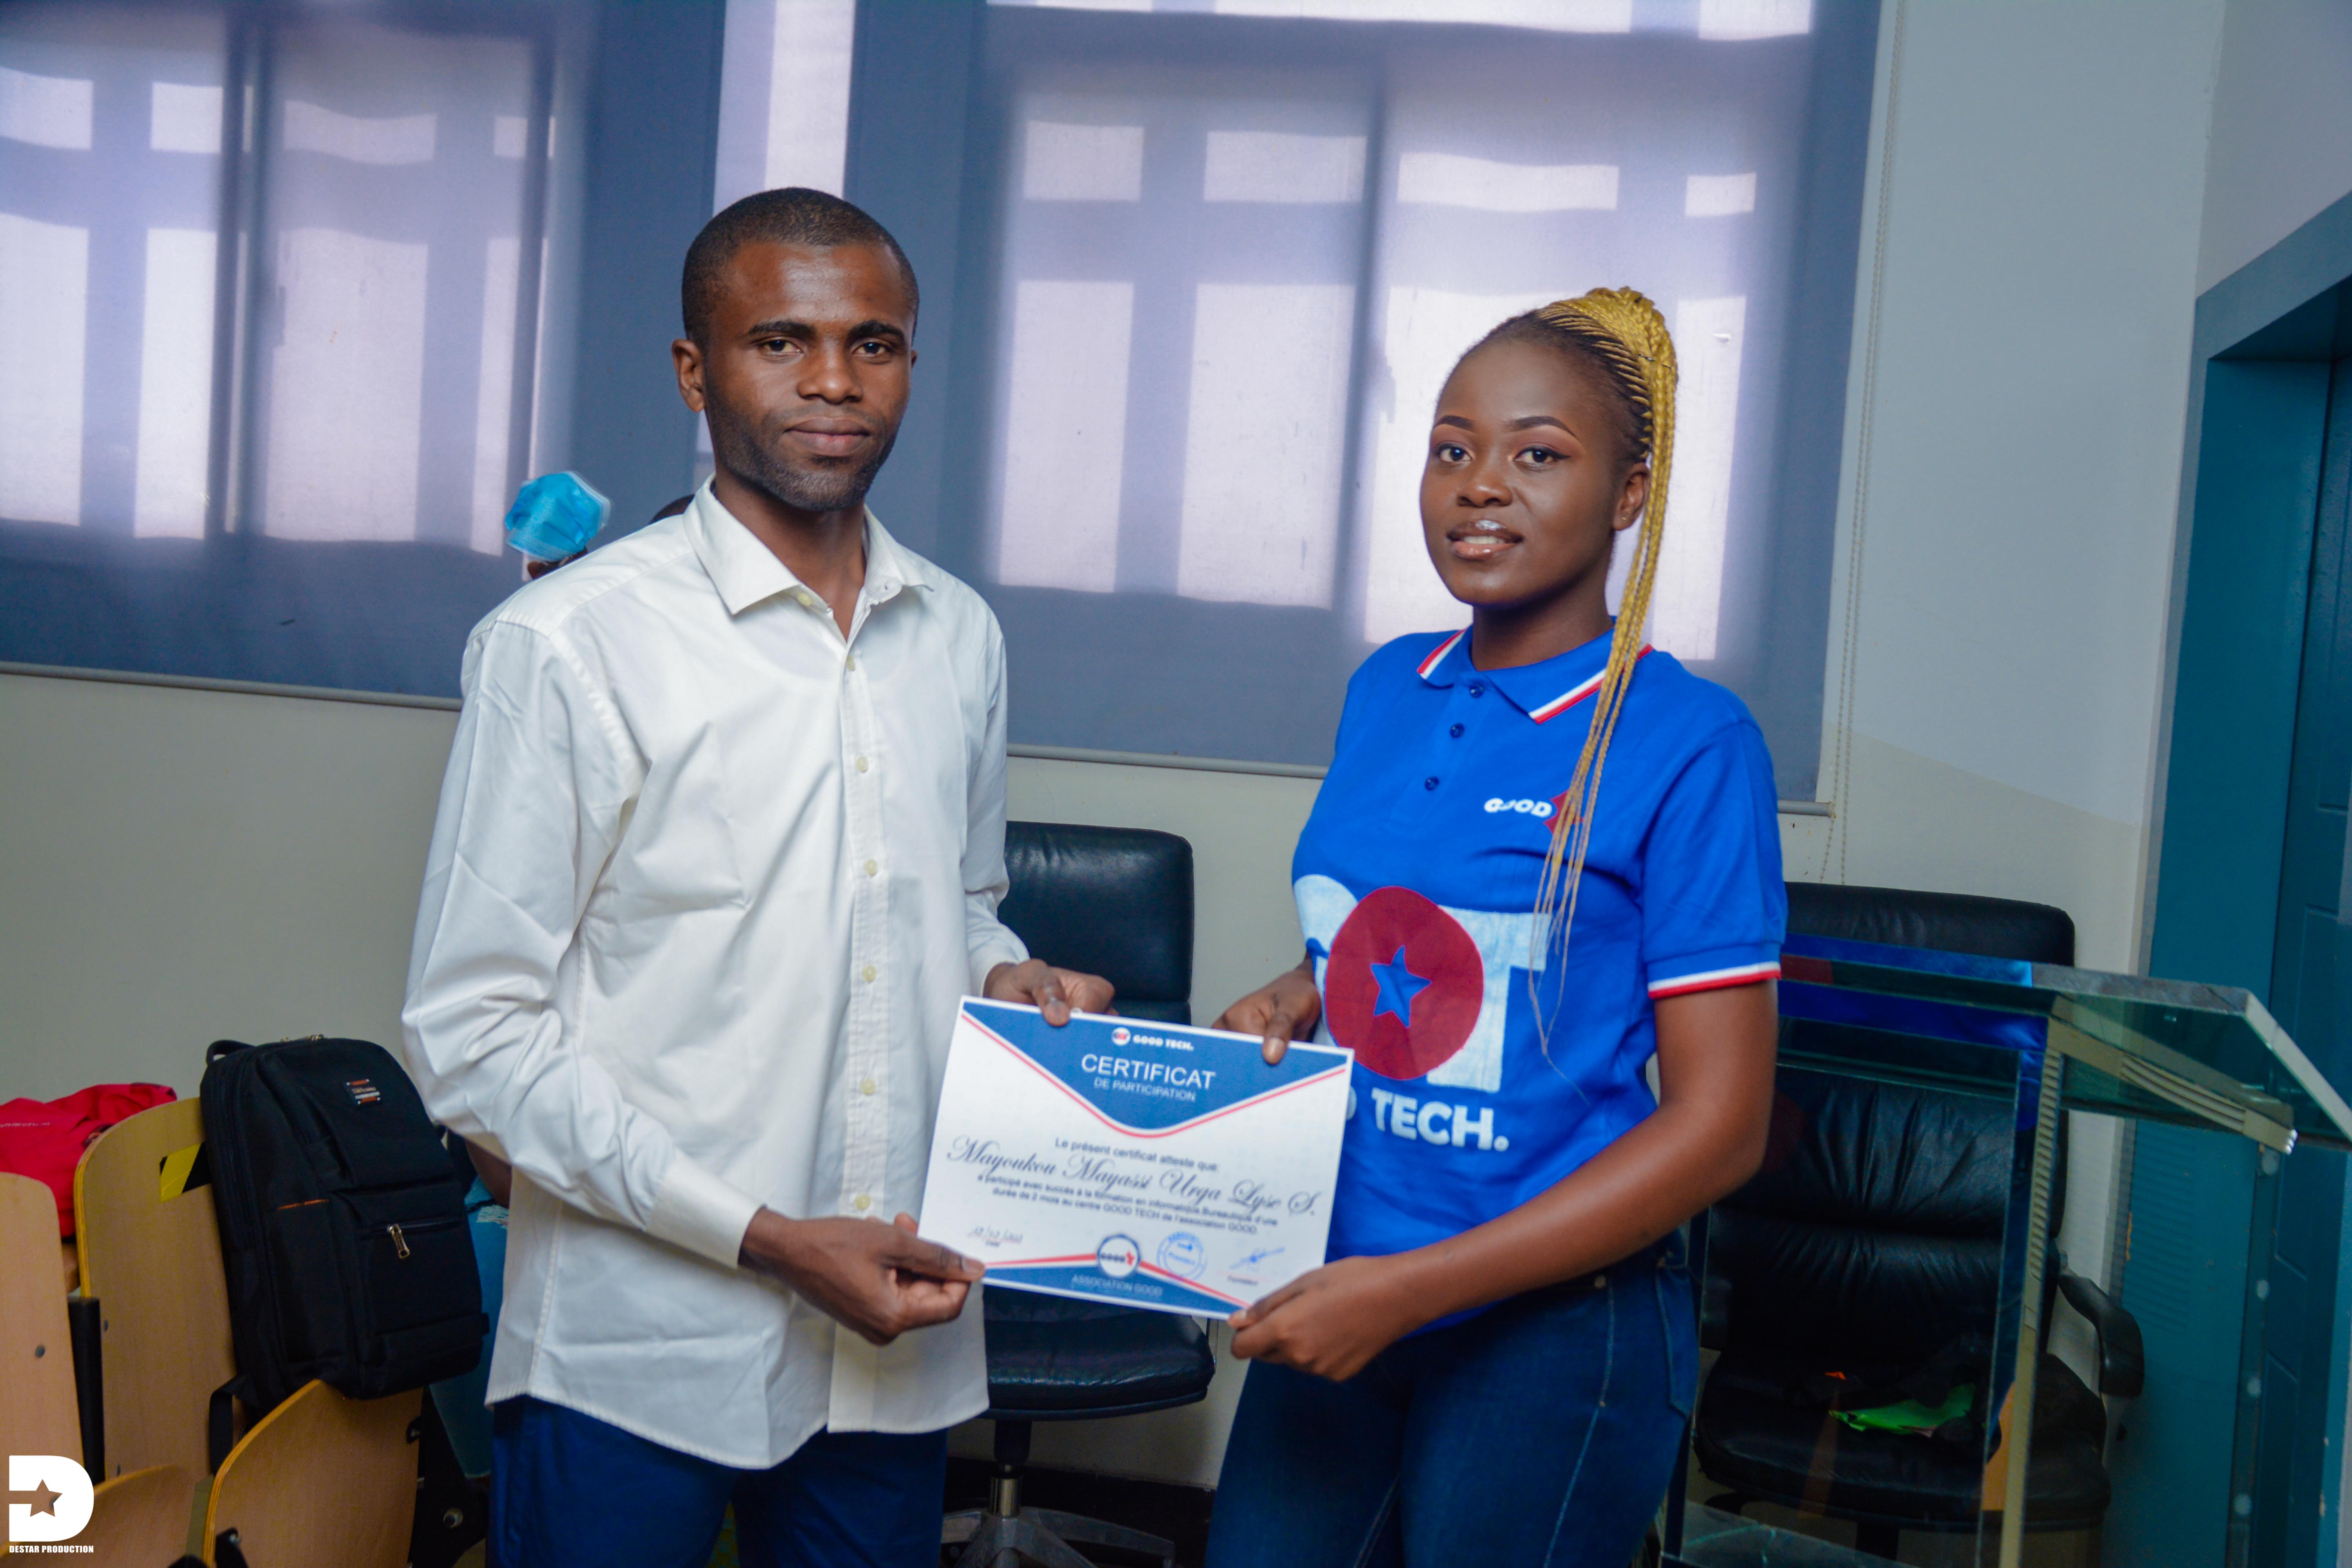 GOOD
GOOD TECH.
CERTIFICAT
DE PARTICIPATION
Le présent certificat atteste que:
Mayoukou Mayassi Urga Lyse S.
a participé avec succès à la formation en informatique Bureautique d'une
durée de 2 mois au centre GOOD TECH de l'association GOOD.
GOOD
ASSOCIATION GOOD
TECH.
DESTAR PRODUCTION